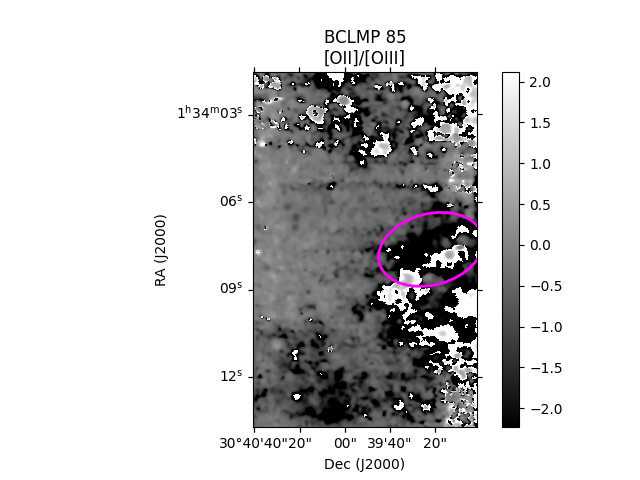 BCLMP 85
[OII]/[OIII]
1ʰ34ᵐ03ˢ
06ˢ
09ˢ
12ˢ
RA (J2000)
30°40'40"20" 00" 39'40" 20"
Dec (J2000)
2.0
1.5
1.0
0.5
0.0
−0.5
−1.0
−1.5
−2.0